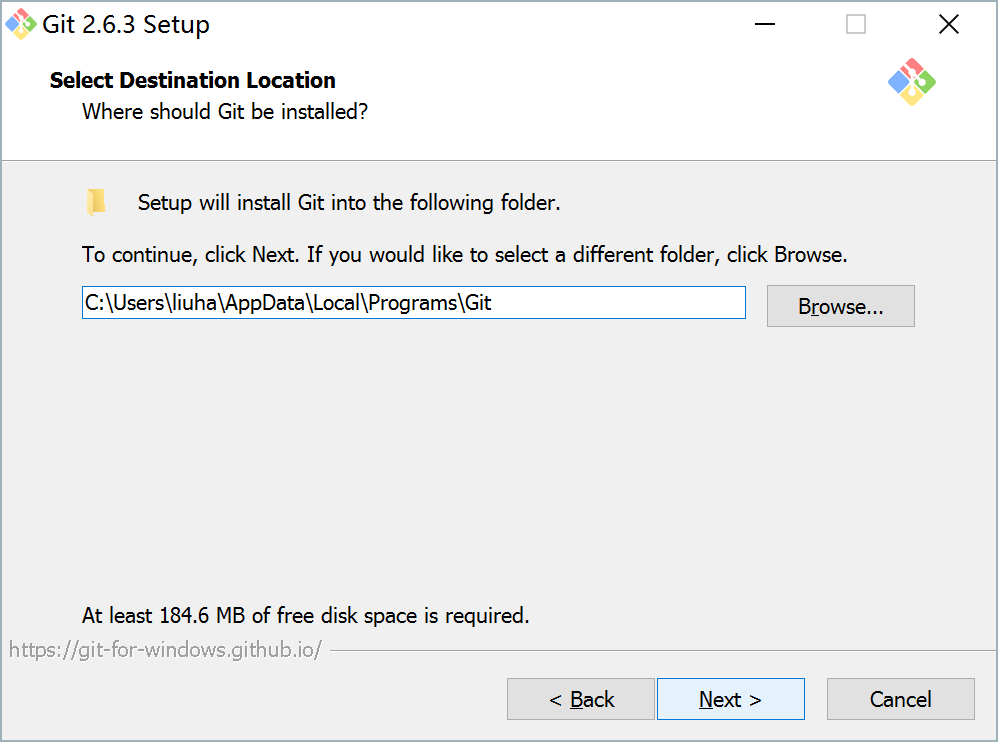 Git 2.6.3 Setup
Select Destination Location
Where should Git be installed?
Setup will install Git into the following folder.
To continue, click Next. If you would like to select a different folder, click Browse.
C:\Users\liuha\AppData\Local\Programs\Git
Browse...
At least 184.6 MB of free disk space is required.
https://git-for-windows.github.io/
< Back
Next >
Cancel